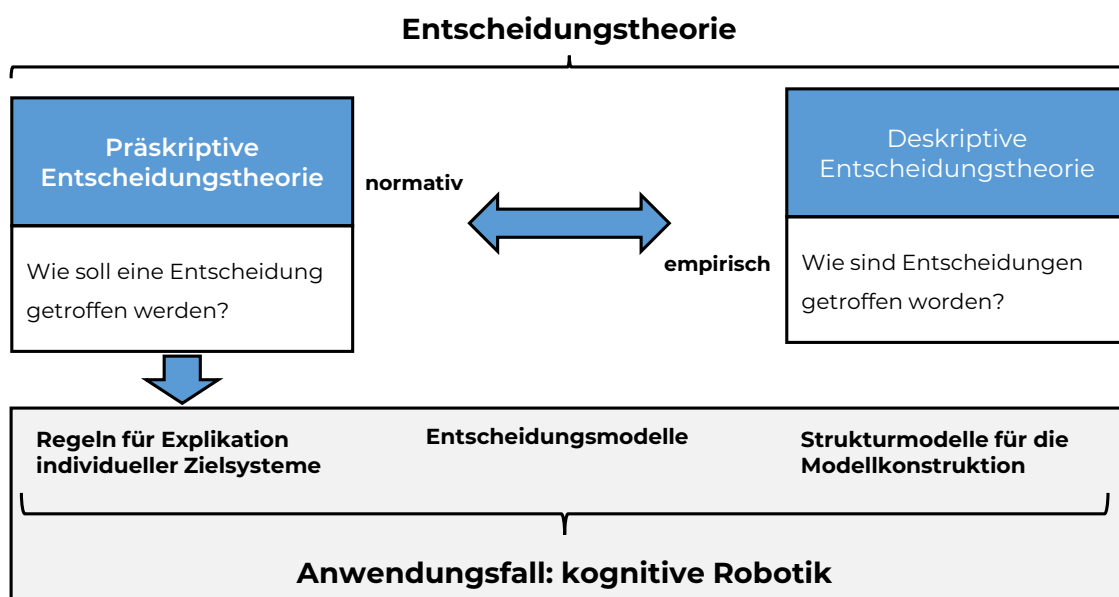 Entscheidungstheorie
Präskriptive
Entscheidungstheorie
normativ
Deskriptive
Entscheidungstheorie
Wie soll eine Entscheidung
getroffen werden?
empirisch
Wie sind Entscheidungen
getroffen worden?
Regeln für Explikation
individueller Zielsysteme
Entscheidungsmodelle
Strukturmodelle für die
Modellkonstruktion
Anwendungsfall: kognitive Robotik